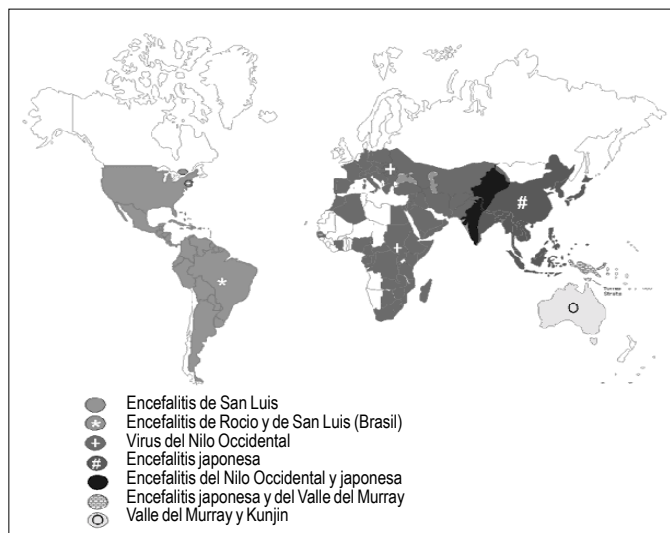 Torres
Strats
Encefalitis de San Luis
Encefalitis de Rocio y de San Luis (Brasil)
Virus del Nilo Occidental
Encefalitis japonesa
Encefalitis del Nilo Occidental y japonesa
Encefalitis japonesa y del Valle del Murray
Valle del Murray y Kunjin